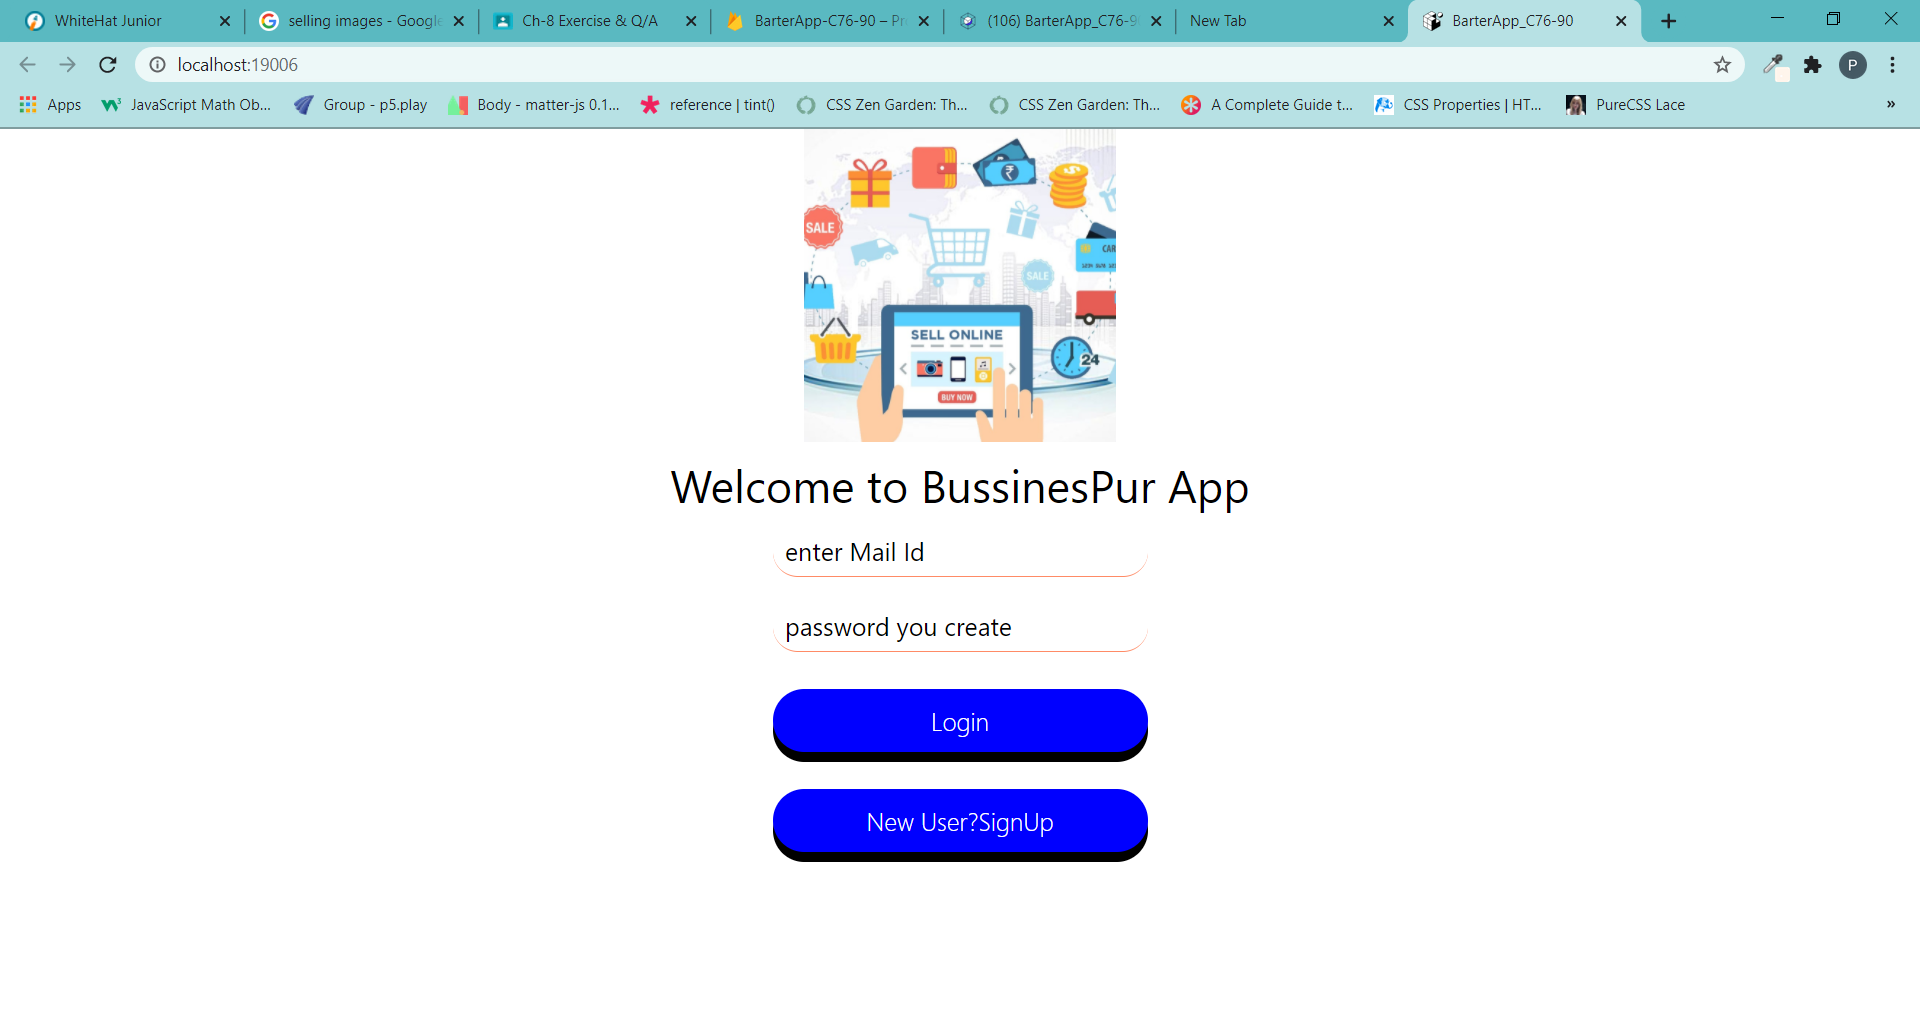 WhiteHat Junior
selling images - Google
Ch-8 Exercise & Q/A
BarterApp-C76-90 – Pr
(106) BarterApp_C76-9
New Tab
BarterApp_C76-90
localhost:19006
P
Apps
JavaScript Math Ob...
Group - p5.play
Body - matter-js 0.1...
reference | tint()
CSS Zen Garden: Th...
CSS Zen Garden: Th...
A Complete Guide t...
CSS Properties | HT...
PureCSS Lace
»
SALE
CAR
SALE
SELL ONLINE
24
BUY NOW
Welcome to BussinesPur App
enter Mail Id
password you create
Login
New User?SignUp